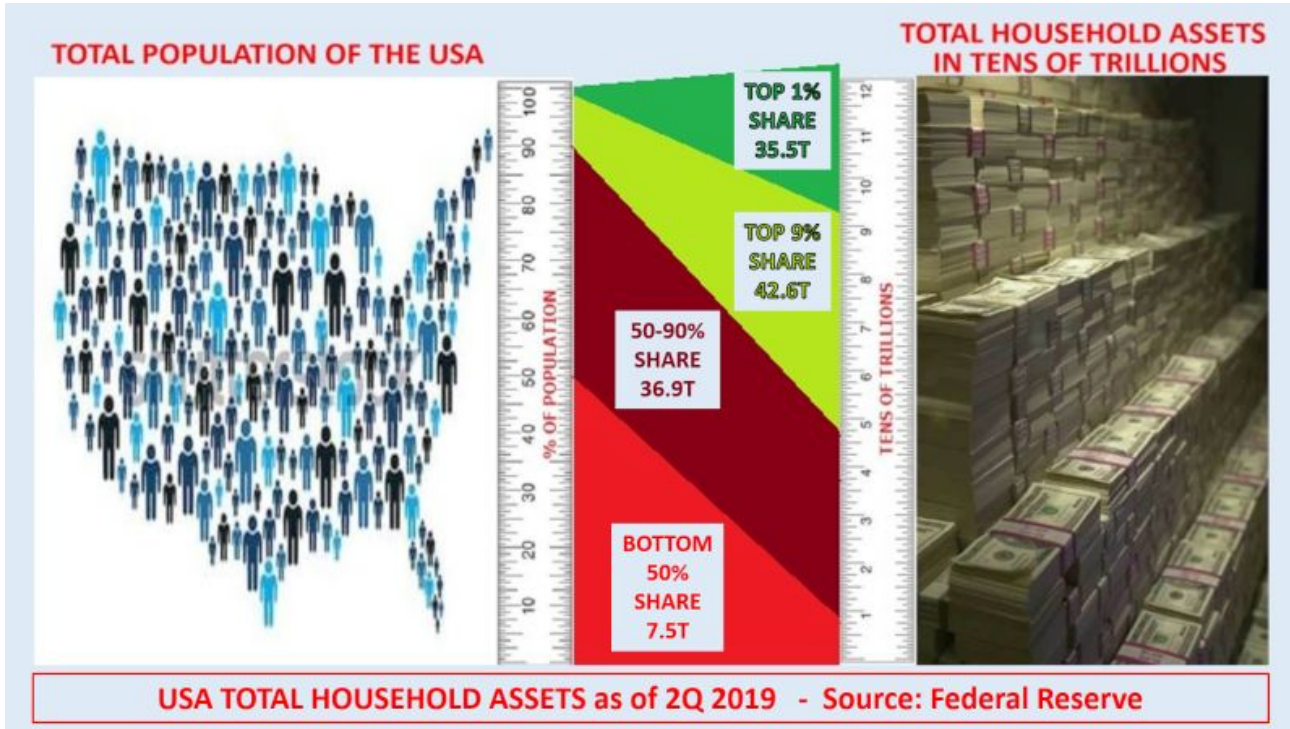 TOTAL POPULATION OF THE USA
TOTAL HOUSEHOLD ASSETS
IN TENS OF TRILLIONS
100
90
80
70
60
50
40
30
20
10
% OF POPULATION
TOP 1%
SHARE
35.5T
TOP 9%
SHARE
42.6T
50-90%
SHARE
36.9T
BOTTOM
50%
SHARE
7.5T
12
11
10
9
8
7
6
5
4
3
2
1
TENS OF TRILLIONS
USA TOTAL HOUSEHOLD ASSETS as of 2Q 2019 - Source: Federal Reserve